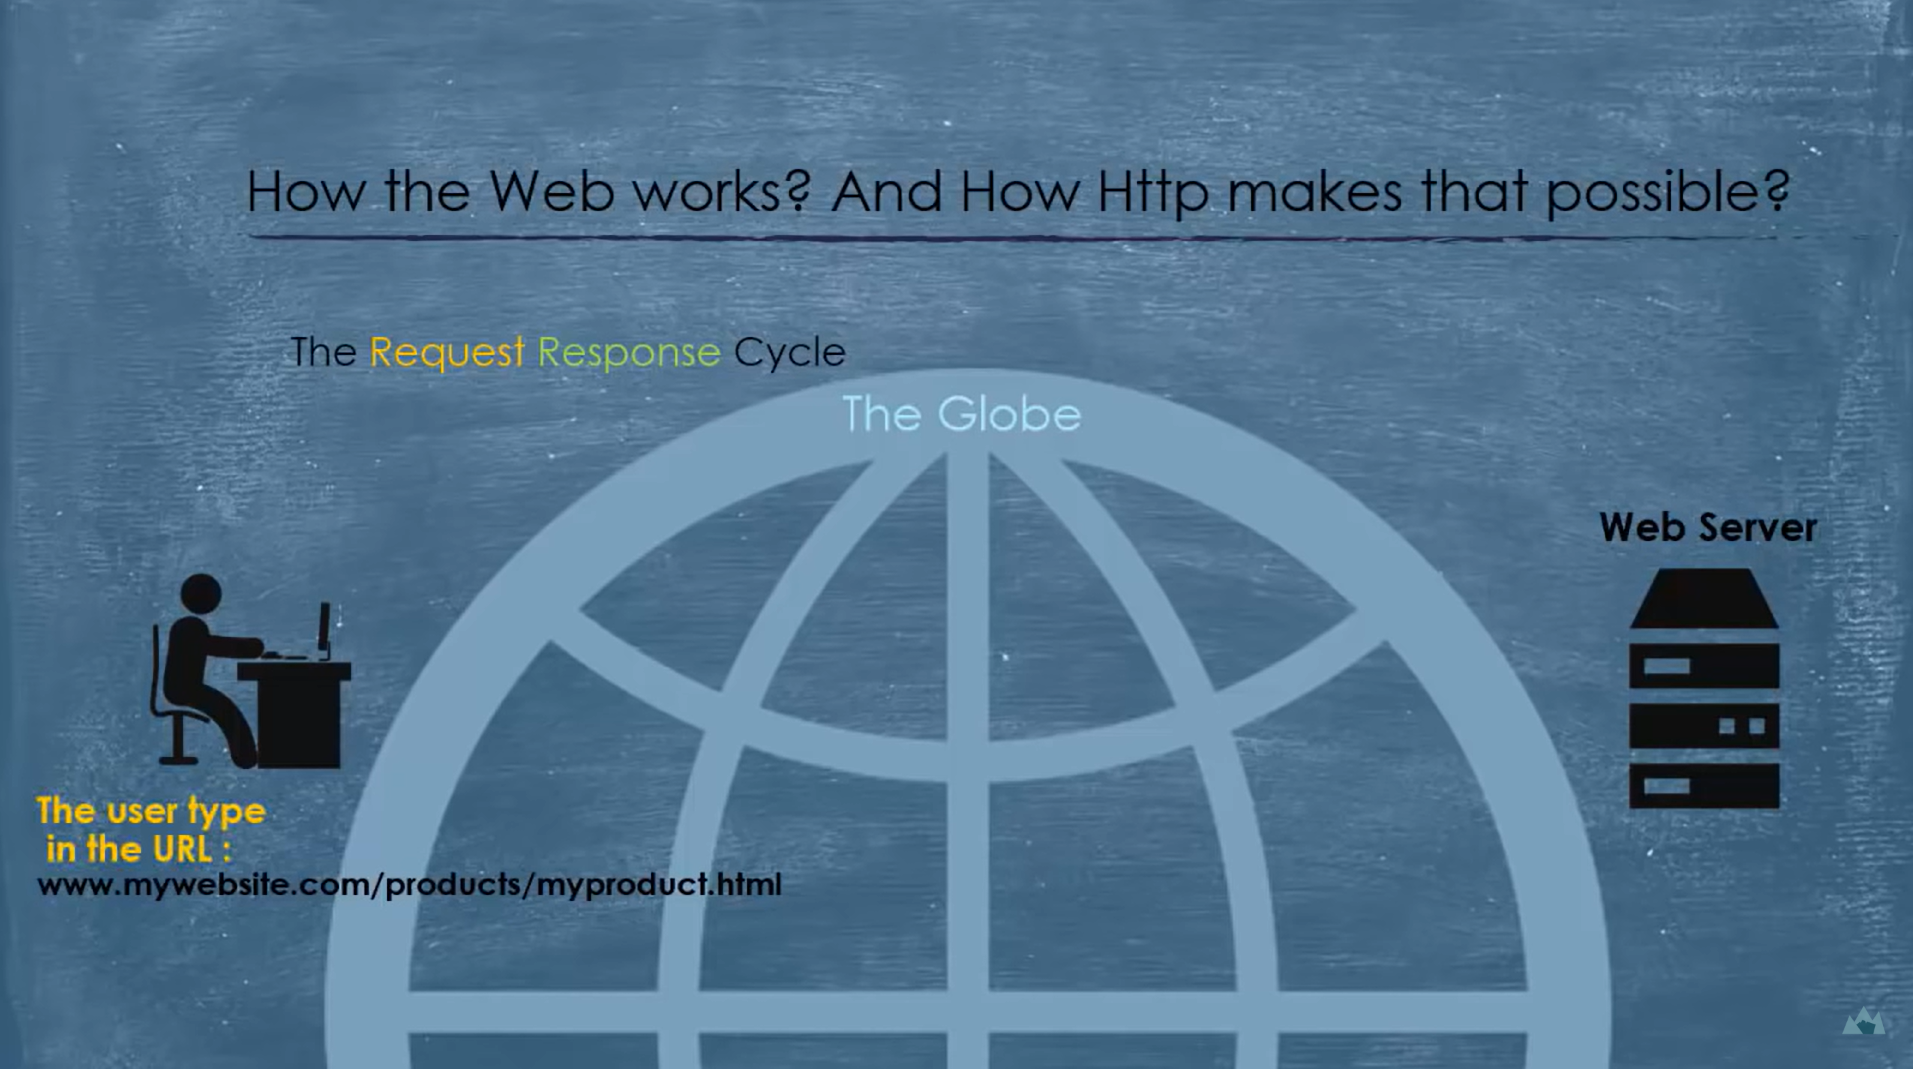 How the Web works? And How Http makes that possible?
The Request Response Cycle
The Globe
Web Server
The user type
in the URL :
www.mywebsite.com/products/myproduct.html